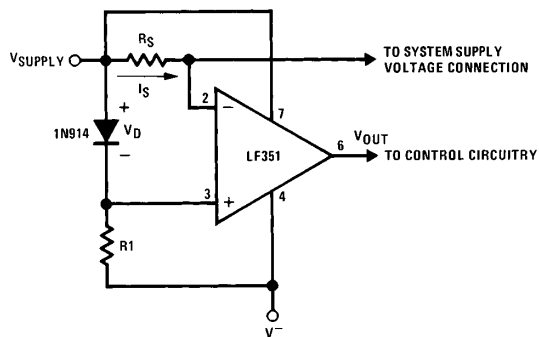 RS
VSUPPLY
IS
TO SYSTEM SUPPLY
VOLTAGE CONNECTION
2
−
7
+
1N914
VD
−
LF351
6
VOUT
TO CONTROL CIRCUITRY
3
+
4
R1
V−